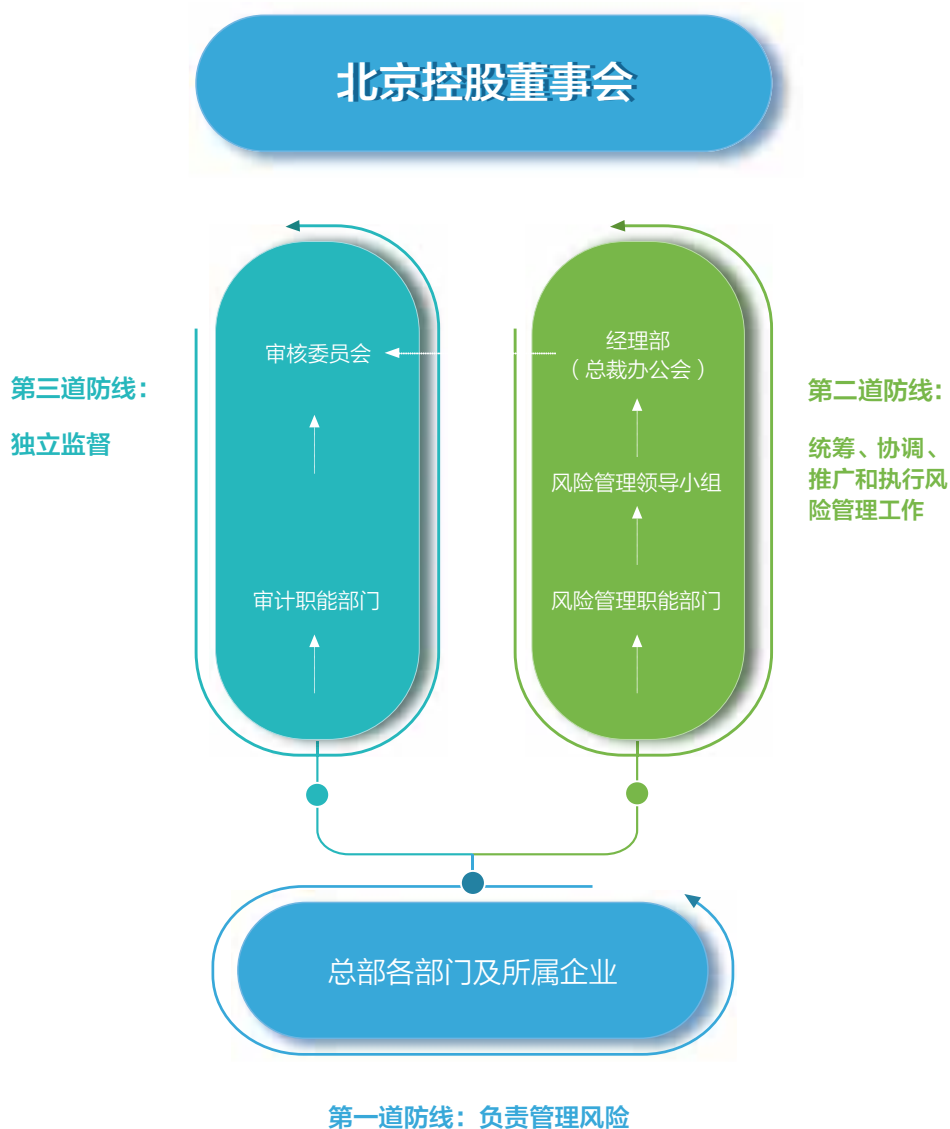 北京控股董事会
第三道防线：
独立监督
审核委员会
审计职能部门
经理部
（总裁办公会）
风险管理领导小组
风险管理职能部门
第二道防线：
统筹、协调、
推广和执行风
险管理工作
总部各部门及所属企业
第一道防线：负责管理风险